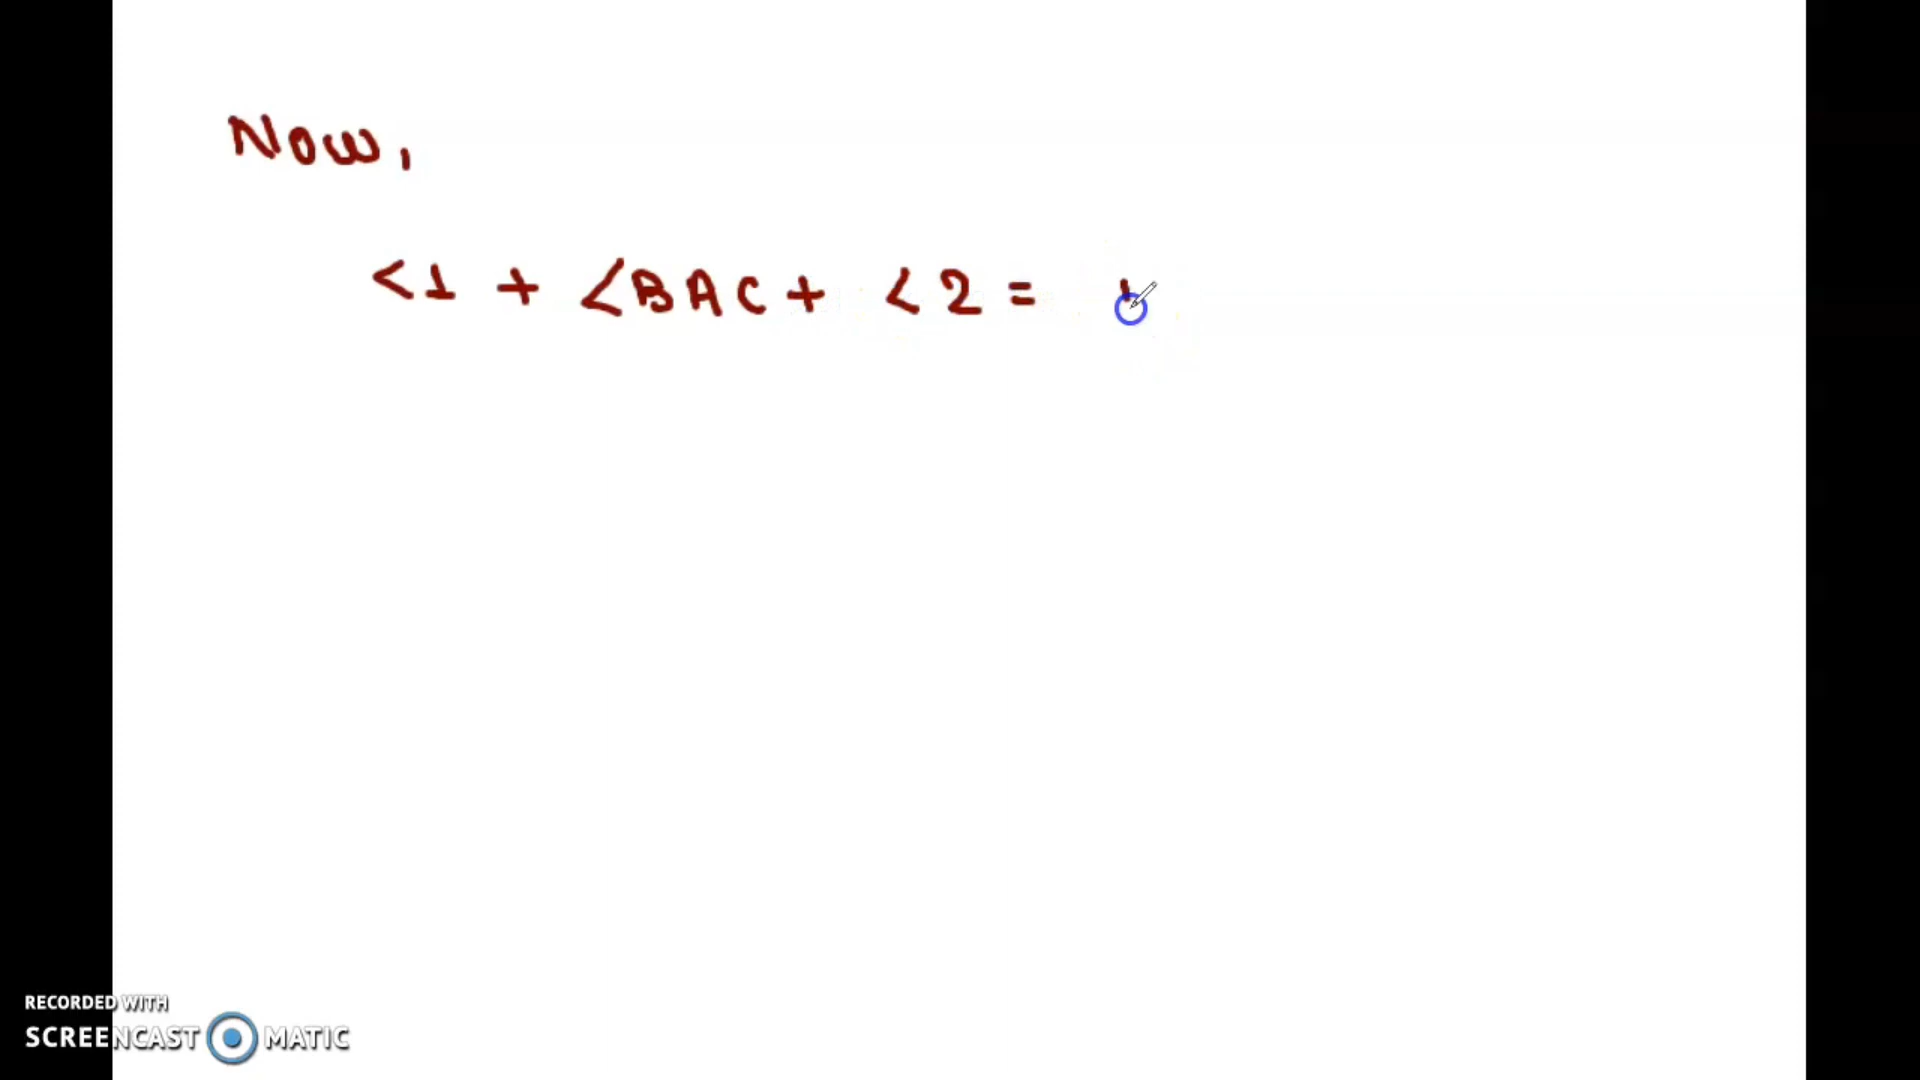 Now,
<1 + ∠BAC + <2 =
RECORDED WITH
SCREENCAST MATIC